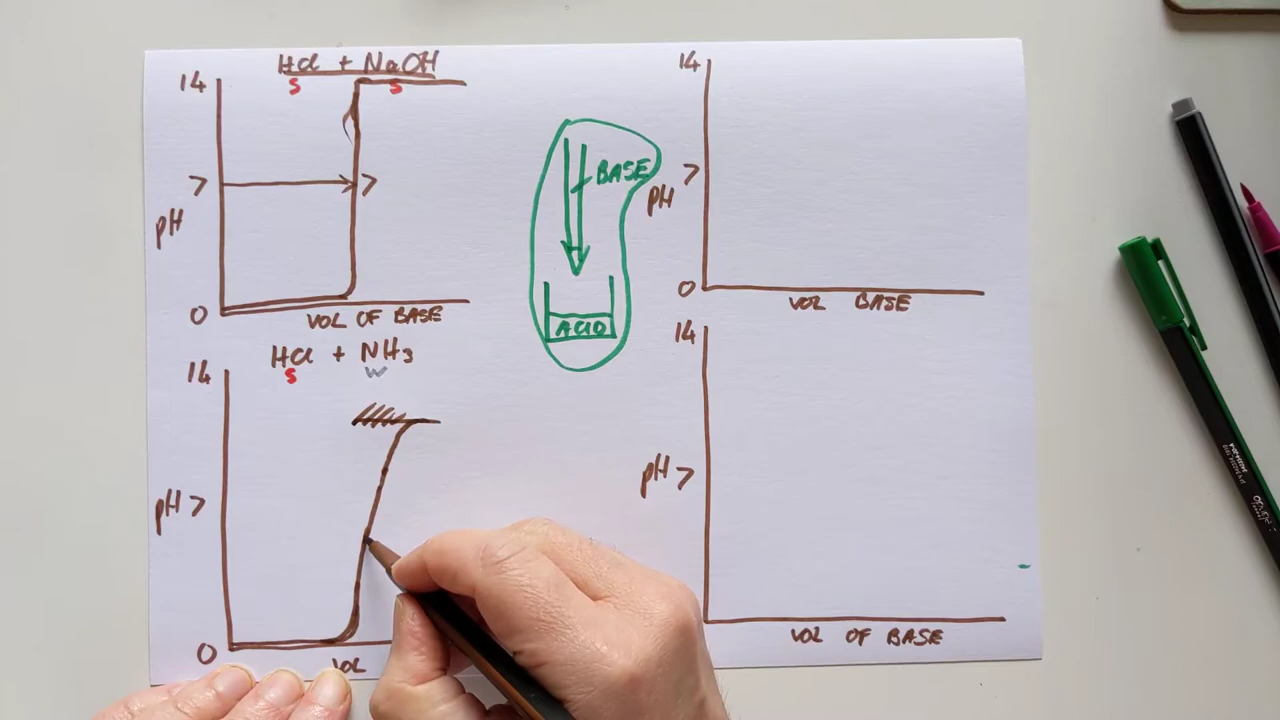 HCl + NaOH
s s
14
7 7
pH
0
VOL OF BASE
BASE
ACID
HCl + NH3
s w
14
pH 7
0
VOL
14
7
pH
0
VOL BASE
14
pH 7
VOL OF BASE